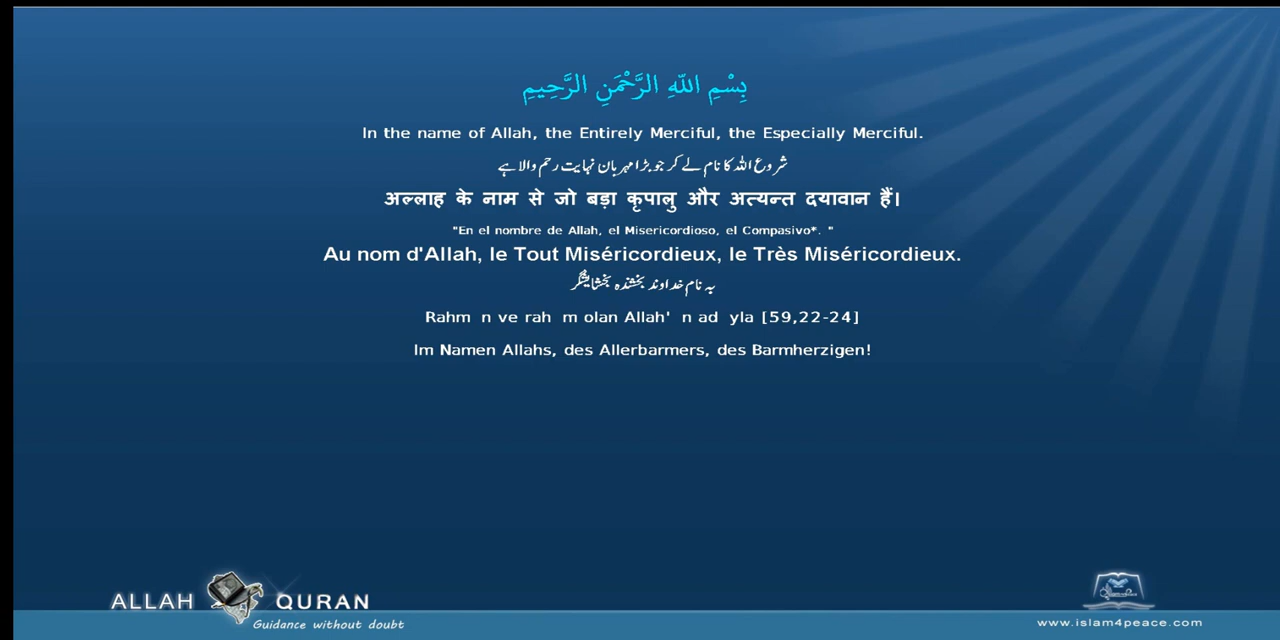 بِسْمِ اللّٰهِ الرَّحْمَنِ الرَّحِيمِ
In the name of Allah, the Entirely Merciful, the Especially Merciful.
شروع الله کا نام لے کر جو بڑا مہربان نہایت رحم والا ہے
अल्लाह के नाम से जो बड़ा कृपालु और अत्यन्त दयावान हैं।
"En el nombre de Allah, el Misericordioso, el Compasivo*. "
Au nom d'Allah, le Tout Miséricordieux, le Très Miséricordieux.
به نام خداوند بخشنده بخشایشگر
Rahm n ve rah m olan Allah' n ad yla [59,22-24]
Im Namen Allahs, des Allerbarmers, des Barmherzigen!
ALLAH QURAN
Guidance without doubt
www.islam4peace.com